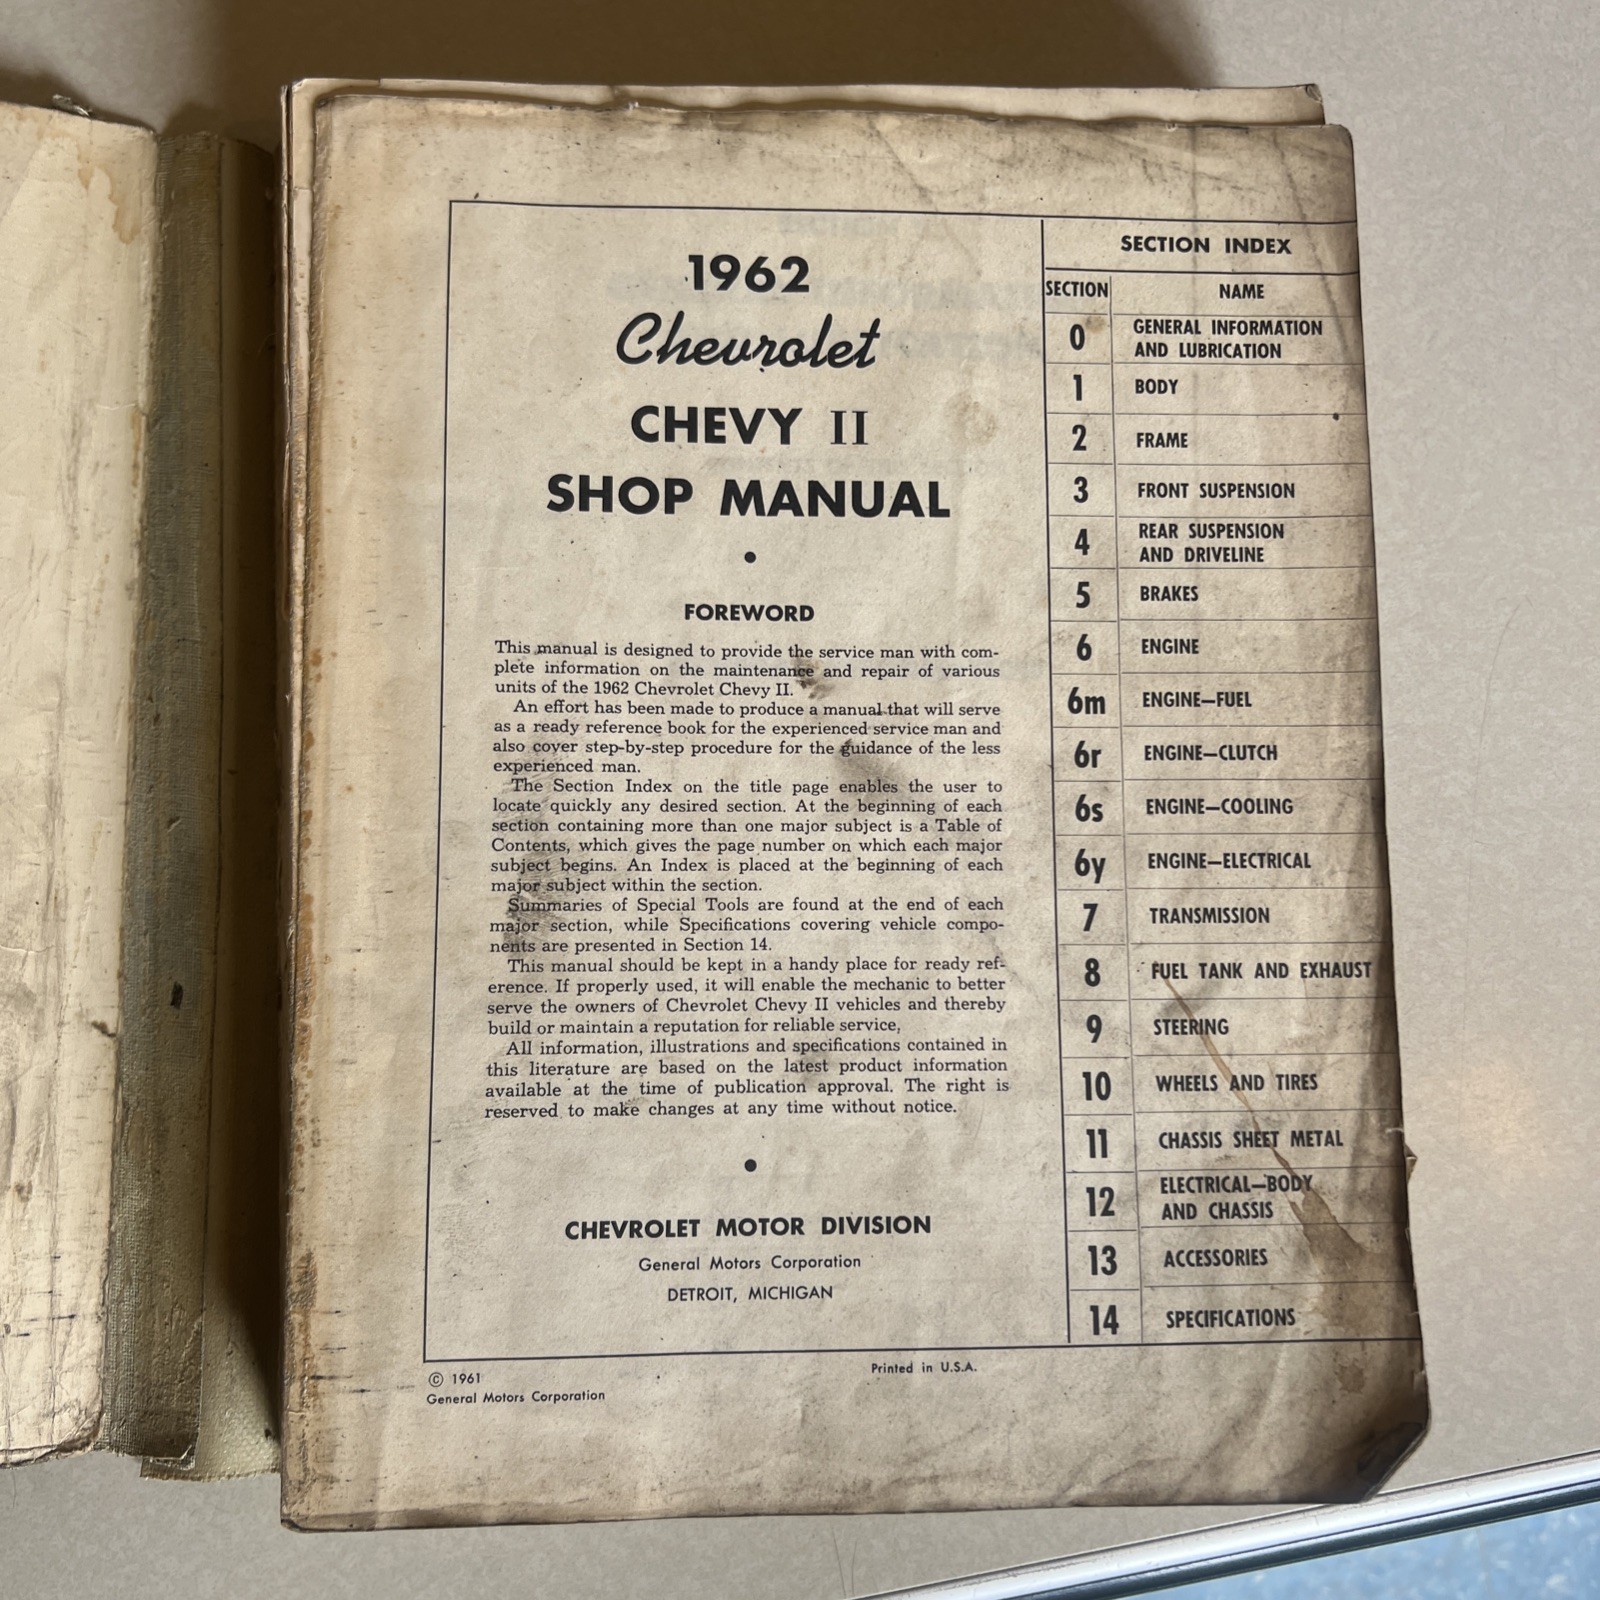 1962
Chevrolet
CHEVY II
SHOP MANUAL
•
FOREWORD
This manual is designed to provide the service man with com-
plete information on the maintenance and repair of various
units of the 1962 Chevrolet Chevy II.
An effort has been made to produce a manual that will serve
as a ready reference book for the experienced service man and
also cover step-by-step procedure for the guidance of the less
experienced man.
The Section Index on the title page enables the user to
locate quickly any desired section. At the beginning of each
section containing more than one major subject is a Table of
Contents, which gives the page number on which each major
subject begins. An Index is placed at the beginning of each
major subject within the section.
Summaries of Special Tools are found at the end of each
major section, while Specifications covering vehicle compo-
nents are presented in Section 14.
This manual should be kept in a handy place for ready ref-
erence. If properly used, it will enable the mechanic to better
serve the owners of Chevrolet Chevy II vehicles and thereby
build or maintain a reputation for reliable service,
All information, illustrations and specifications contained in
this literature are based on the latest product information
available at the time of publication approval. The right is
reserved to make changes at any time without notice.
•
CHEVROLET MOTOR DIVISION
General Motors Corporation
DETROIT, MICHIGAN
SECTION INDEX
SECTION NAME
0 GENERAL INFORMATION
AND LUBRICATION
1 BODY
2 FRAME
3 FRONT SUSPENSION
4 REAR SUSPENSION
AND DRIVELINE
5 BRAKES
6 ENGINE
6m ENGINE—FUEL
6r ENGINE—CLUTCH
6s ENGINE—COOLING
6y ENGINE—ELECTRICAL
7 TRANSMISSION
8 FUEL TANK AND EXHAUST
9 STEERING
10 WHEELS AND TIRES
11 CHASSIS SHEET METAL
12 ELECTRICAL—BODY
AND CHASSIS
13 ACCESSORIES
14 SPECIFICATIONS
© 1961
General Motors Corporation
Printed in U.S.A.